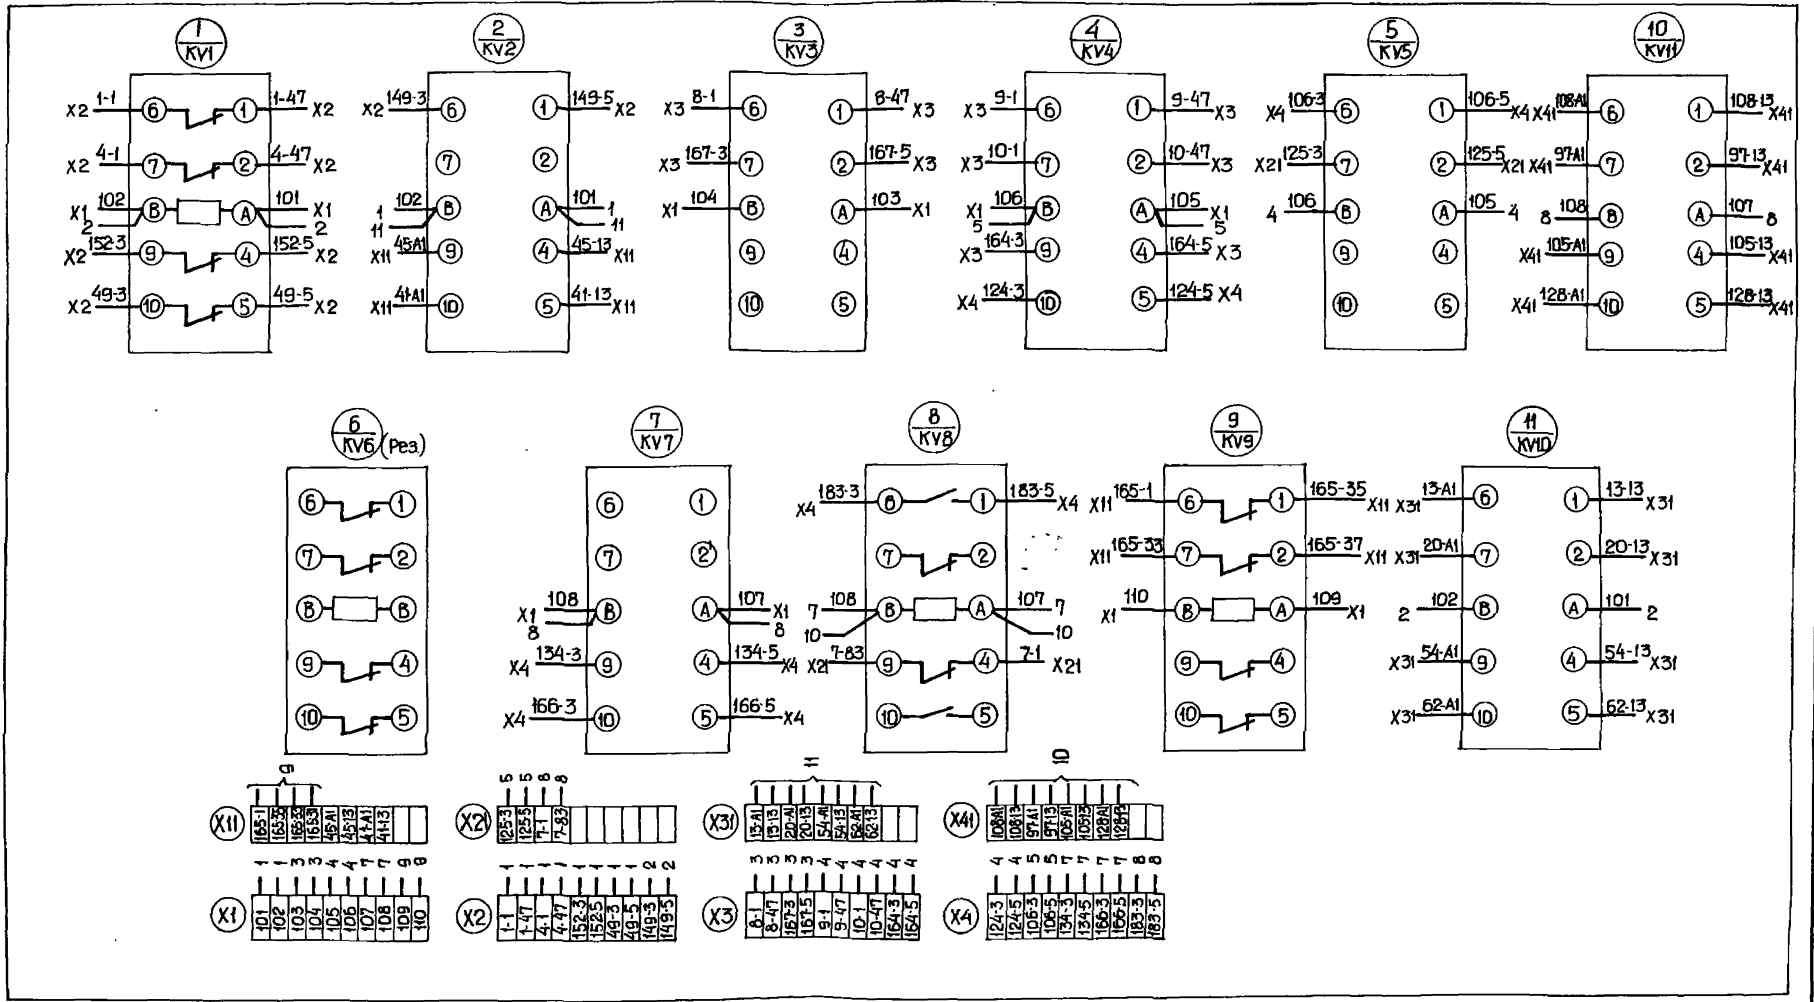 1 2 3 4 5 10
KV1 KV2 KV3 KV4 KV5 KV11
X2 1-1 6 1 1-47 X2
X2 4-1 7 2 4-47 X2
X1 102 B A 101 X1
2 2
X2 152-3 9 4 152-5 X2
X2 49-3 10 5 49-5 X2
X2 149-3 6 1 149-5 X2
7 2
1 102 B A 101 1
11 11
X11 45-A1 9 4 45-13 X11
X11 41-A1 10 5 41-13 X11
X3 8-1 6 1 8-47 X3
X3 167-3 7 2 167-5 X3
X1 104 B A 103 X1
9 4
10 5
X3 9-1 6 1 9-47 X3
X3 10-1 7 2 10-47 X3
X1 106 B A 105 X1
5 5
X3 164-3 9 4 164-5 X3
X4 124-3 10 5 124-5 X4
X4 106-3 6 1 106-5 X4
X21 125-3 7 2 125-5 X21
4 106 B A 105 4
9 4
10 5
X41 108-A1 6 1 108-13 X41
X41 97-A1 7 2 97-13 X41
8 108 B A 107 8
X41 105-A1 9 4 105-13 X41
X41 128-A1 10 5 128-13 X41
6 7 8 9 11
KV6 (Рез.) KV7 KV8 KV9 KV10
6 1
7 2
B B
9 4
10 5
6 1
7 2
X1 108 B A 107 X1
8 8
X4 134-3 9 4 134-5 X4
X4 166-3 10 5 166-5 X4
X4 183-3 6 1 183-5 X4
7 2
7 108 B A 107 7
10 10
X21 7-83 9 4 7-1 X21
10 5
X11 165-1 6 1 165-35 X11
X11 165-33 7 2 165-37 X11
X1 110 B A 109 X1
9 4
10 5
X31 13-A1 6 1 13-13 X31
X31 20-A1 7 2 20-13 X31
2 102 B A 101 2
X31 54-A1 9 4 54-13 X31
X31 62-A1 10 5 62-13 X31
9
X11 165-1 165-35 165-33 45-A1 45-13 41-A1 41-13
5 5 8 8
X21 125-3 125-5 7-1 7-83
11
X31 13-A1 13-13 20-A1 20-13 54-A1 54-13 62-A1 62-13
10
X41 108-A1 108-13 97-A1 97-13 105-A1 105-13 128-A1 128-13
1 1 3 3 4 4 7 7 9 9
X1 101 102 103 104 105 106 107 108 109 110
1 1 1 1 1 1 1 1 2 2
X2 1-1 1-47 4-1 4-47 152-3 152-5 49-3 49-5 149-3 149-5
3 3 3 3 4 4 4 4 4 4
X3 8-1 8-47 167-3 167-5 9-1 9-47 10-1 10-47 164-3 164-5
4 4 5 5 7 7 7 7 8 8
X4 124-3 124-5 106-3 106-5 134-3 134-5 166-3 166-5 183-3 183-5